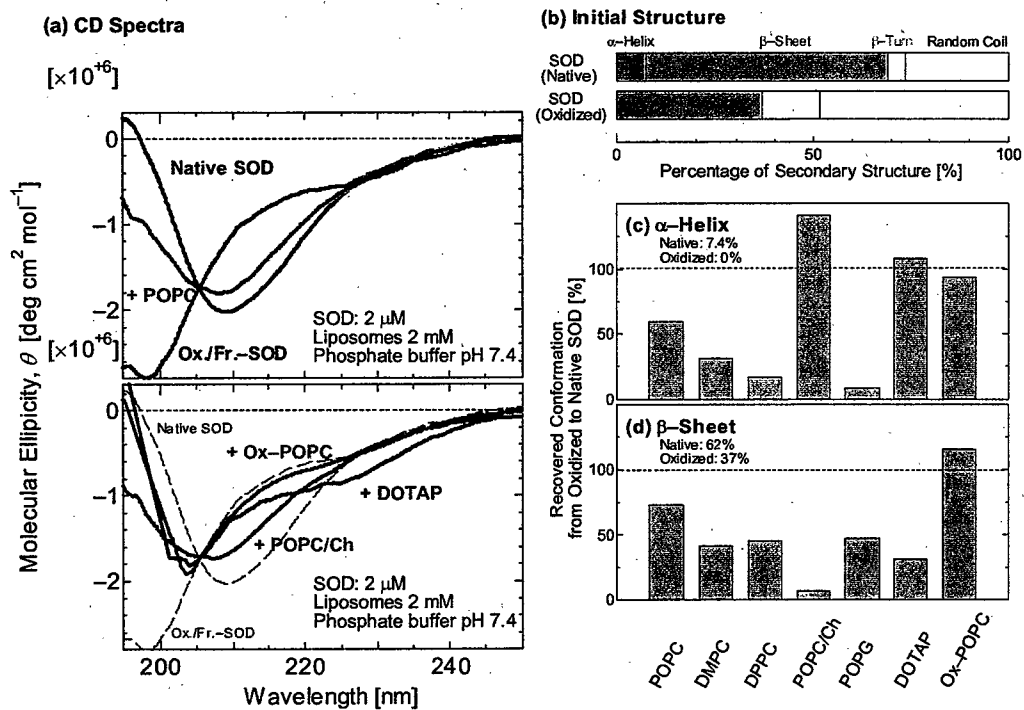 (a) CD Spectra
[×10⁺⁶]
0
−1
−2
Native SOD
+ POPC
Ox./Fr.−SOD
SOD: 2 μM
Liposomes 2 mM
Phosphate buffer pH 7.4
[×10⁺⁶]
0
−1
−2
Native SOD
+ Ox−POPC
+ DOTAP
+ POPC/Ch
SOD: 2 μM
Liposomes 2 mM
Phosphate buffer pH 7.4
Ox./Fr.−SOD
200 220 240
Wavelength [nm]
Molecular Ellipicity, θ [deg cm² mol⁻¹]
(b) Initial Structure
α−Helix β−Sheet β−Turn Random Coil
SOD
(Native)
SOD
(Oxidized)
0 50 100
Percentage of Secondary Structure [%]
(c) α−Helix
Native: 7.4%
Oxidized: 0%
100
50
0
(d) β−Sheet
Native: 62%
Oxidized: 37%
100
50
0
Recovered Conformation
from Oxidized to Native SOD [%]
POPC
DMPC
DPPC
POPC/Ch
POPG
DOTAP
Ox−POPC